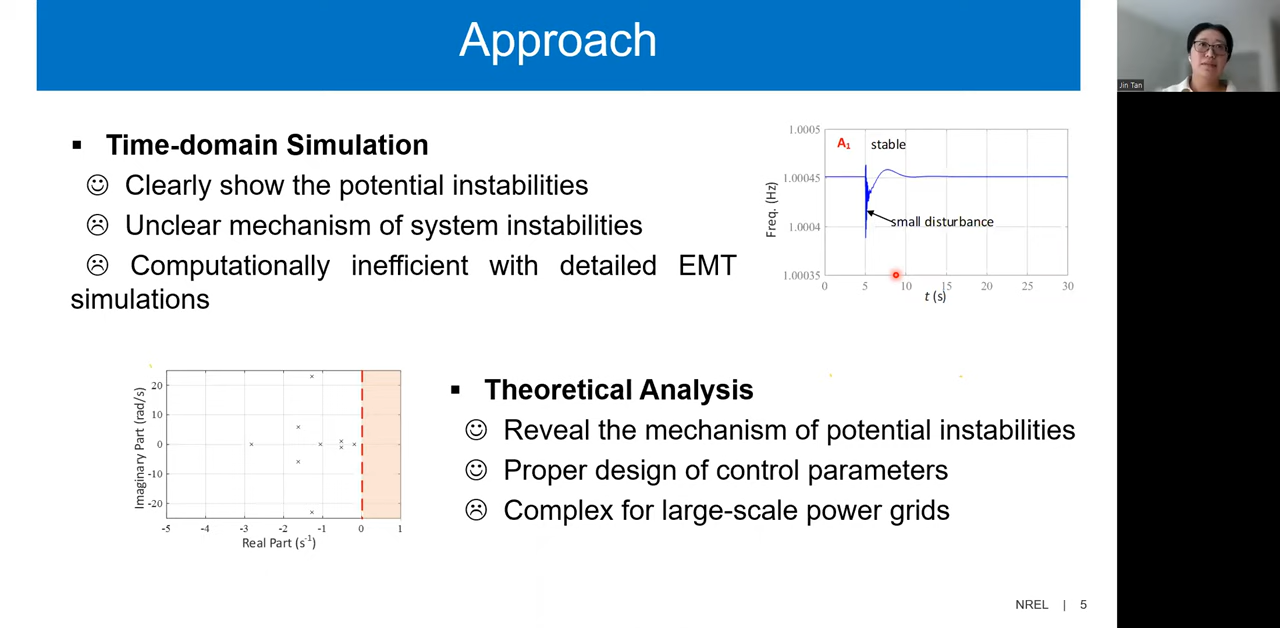 Approach
Jin Tan
▪ Time-domain Simulation
☺ Clearly show the potential instabilities
☹ Unclear mechanism of system instabilities
☹ Computationally inefficient with detailed EMT
simulations
1.0005
1.00045
1.0004
1.00035
Freq. (Hz)
A1 stable
small disturbance
0 5 10 15 20 25 30
t (s)
20
10
0
-10
-20
Imaginary Part (rad/s)
-5 -4 -3 -2 -1 0 1
Real Part (s-1)
▪ Theoretical Analysis
☺ Reveal the mechanism of potential instabilities
☺ Proper design of control parameters
☹ Complex for large-scale power grids
NREL | 5